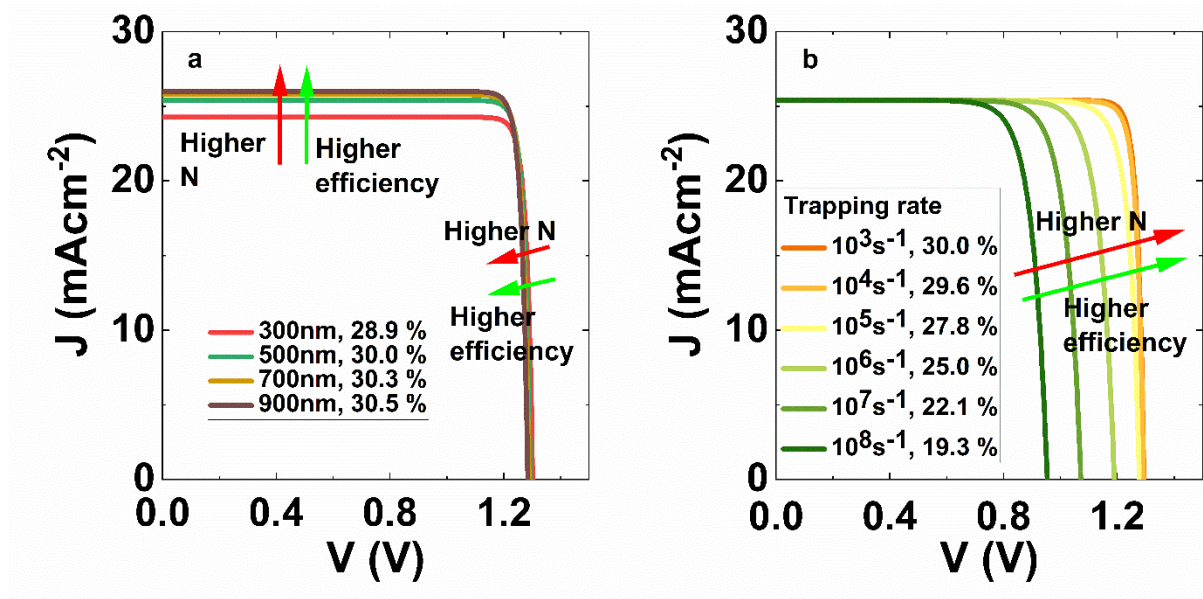 30
20
10
0
0.0
0.4
0.8
1.2
J (mAcm-2)
V (V)
a
Higher
N
Higher
efficiency
Higher N
Higher
efficiency
300nm, 28.9 %
500nm, 30.0 %
700nm, 30.3 %
900nm, 30.5 %
30
20
10
0
0.0
0.4
0.8
1.2
J (mAcm-2)
V (V)
b
Trapping rate
10³s-1, 30.0 %
10⁴s-1, 29.6 %
10⁵s-1, 27.8 %
10⁶s-1, 25.0 %
10⁷s-1, 22.1 %
10⁸s-1, 19.3 %
Higher N
Higher
efficiency